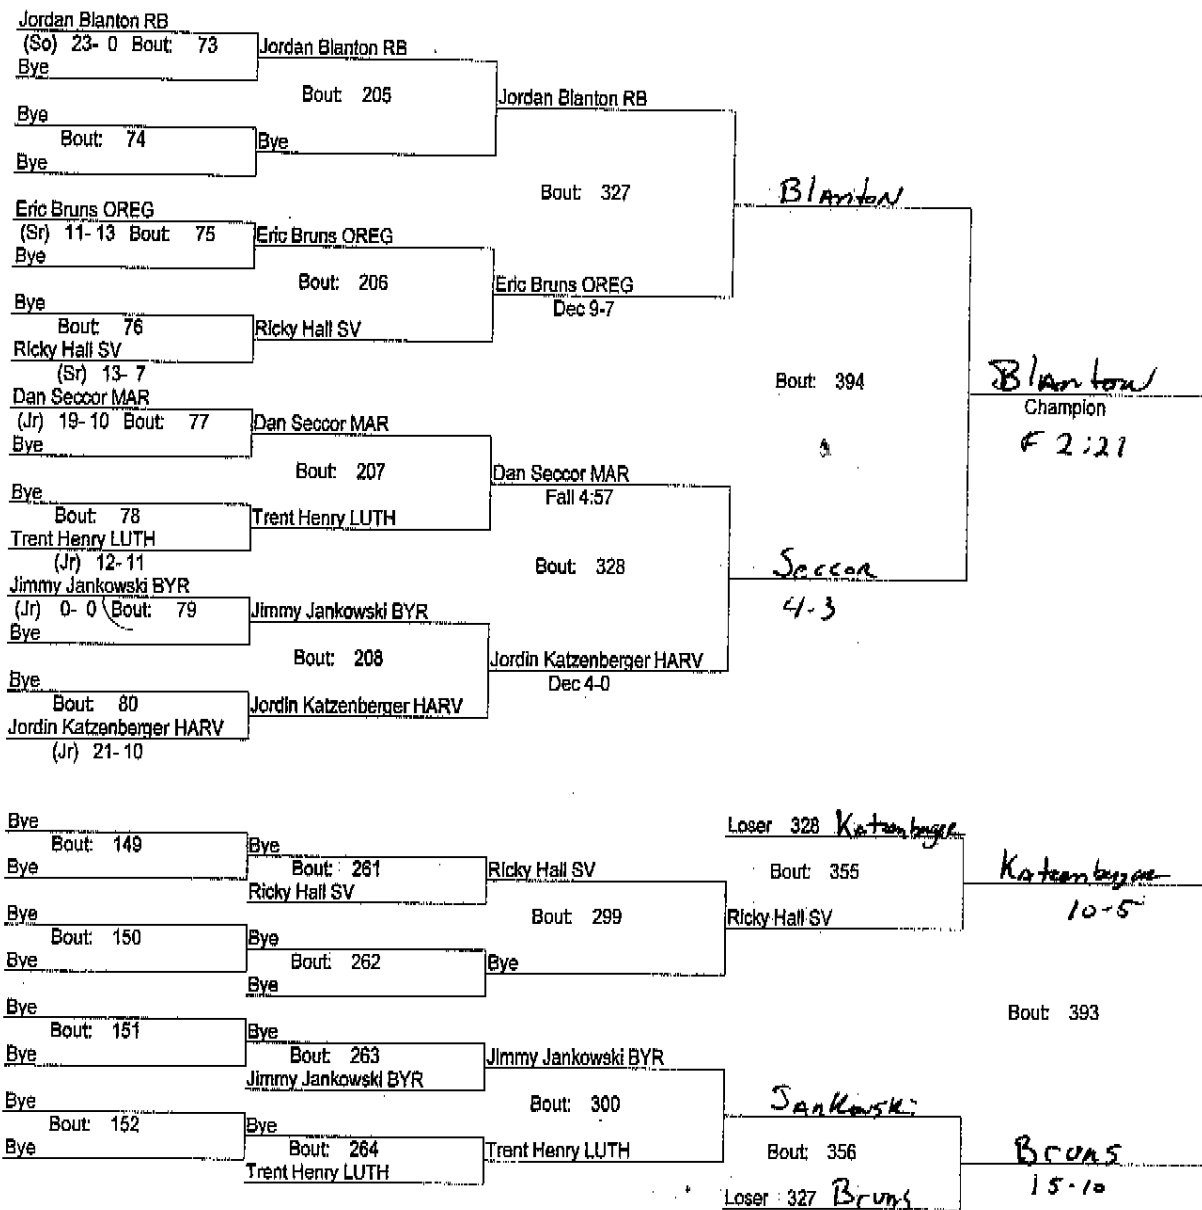 Jordan Blanton RB
(So) 23- 0 Bout: 73
Jordan Blanton RB
Bye
Bout: 205
Jordan Blanton RB
Bye
Bout: 74
Bye
Bye
Bout: 327
Blanton
Eric Bruns OREG
(Sr) 11- 13 Bout: 75
Eric Bruns OREG
Bye
Bout: 206
Eric Bruns OREG
Dec 9-7
Bye
Bout: 76
Ricky Hall SV
Ricky Hall SV
(Sr) 13- 7
Bout: 394
Blanton
Champion
F 2:21
Dan Seccor MAR
(Jr) 19- 10 Bout: 77
Dan Seccor MAR
Bye
Bout: 207
Dan Seccor MAR
Fall 4:57
Bye
Bout: 78
Trent Henry LUTH
Trent Henry LUTH
(Jr) 12- 11
Bout: 328
Seccor
4-3
Jimmy Jankowski BYR
(Jr) 0- 0 Bout: 79
Jimmy Jankowski BYR
Bye
Bout: 208
Jordin Katzenberger HARV
Dec 4-0
Bye
Bout: 80
Jordin Katzenberger HARV
Jordin Katzenberger HARV
(Jr) 21- 10
Bye
Bout: 149
Bye
Bye
Bout: 261
Ricky Hall SV
Ricky Hall SV
Loser 328 Katzenberger
Bout: 355
Katzenberger
10-5
Bout: 299
Ricky Hall SV
Bye
Bout: 150
Bye
Bye
Bout: 262
Bye
Bye
Bout: 393
Bye
Bout: 151
Bye
Bye
Bout: 263
Jimmy Jankowski BYR
Jimmy Jankowski BYR
Bout: 300
Jankowski
Bye
Bout: 152
Bye
Bye
Bout: 264
Trent Henry LUTH
Trent Henry LUTH
Bout: 356
Bruns
15-10
Loser 327 Bruns